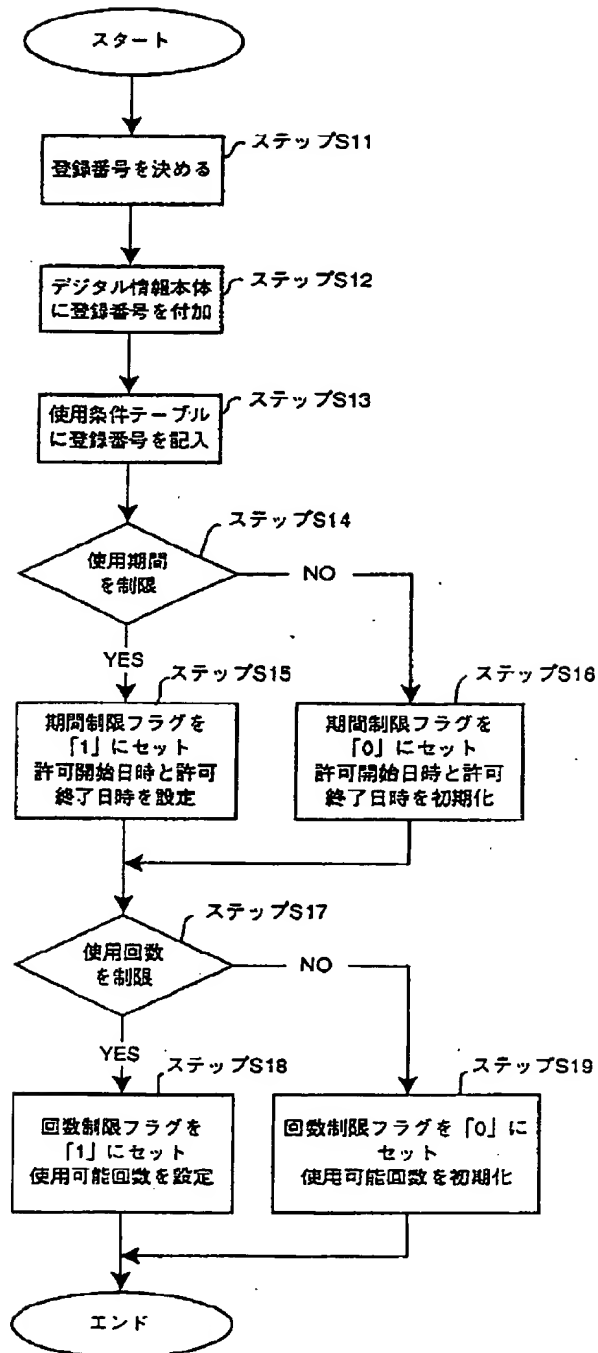 スタート
ステップS11
登録番号を決める
ステップS12
デジタル情報本体
に登録番号を付加
ステップS13
使用条件テーブル
に登録番号を記入
ステップS14
使用期間
を制限
NO
YES
ステップS15
期間制限フラグを
「1」にセット
許可開始日時と許可
終了日時を設定
ステップS16
期間制限フラグを
「0」にセット
許可開始日時と許可
終了日時を初期化
ステップS17
使用回数
を制限
NO
YES
ステップS18
回数制限フラグを
「1」にセット
使用可能回数を設定
ステップS19
回数制限フラグを「0」に
セット
使用可能回数を初期化
エンド